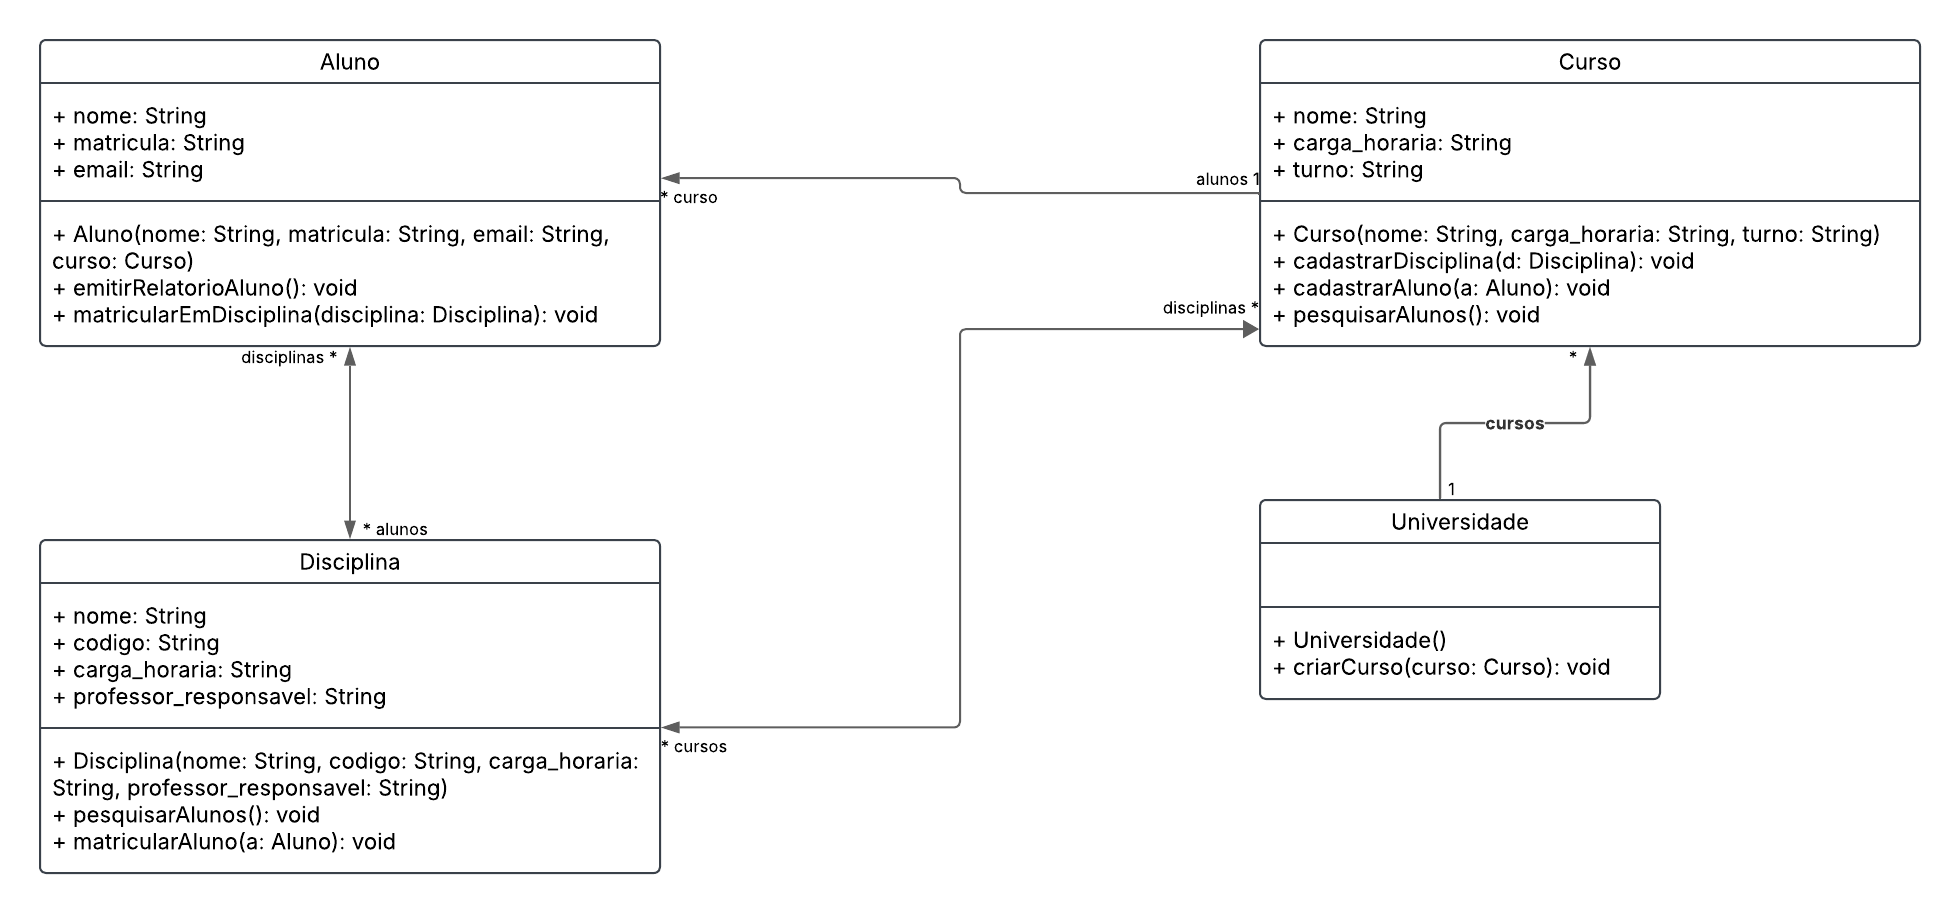 Aluno
+ nome: String
+ matricula: String
+ email: String
+ Aluno(nome: String, matricula: String, email: String,
curso: Curso)
+ emitirRelatorioAluno(): void
+ matricularEmDisciplina(disciplina: Disciplina): void
Curso
+ nome: String
+ carga_horaria: String
+ turno: String
+ Curso(nome: String, carga_horaria: String, turno: String)
+ cadastrarDisciplina(d: Disciplina): void
+ cadastrarAluno(a: Aluno): void
+ pesquisarAlunos(): void
alunos 1
* curso
disciplinas *
disciplinas *
*
cursos
1
* alunos
Disciplina
+ nome: String
+ codigo: String
+ carga_horaria: String
+ professor_responsavel: String
+ Disciplina(nome: String, codigo: String, carga_horaria:
String, professor_responsavel: String)
+ pesquisarAlunos(): void
+ matricularAluno(a: Aluno): void
* cursos
Universidade
+ Universidade()
+ criarCurso(curso: Curso): void